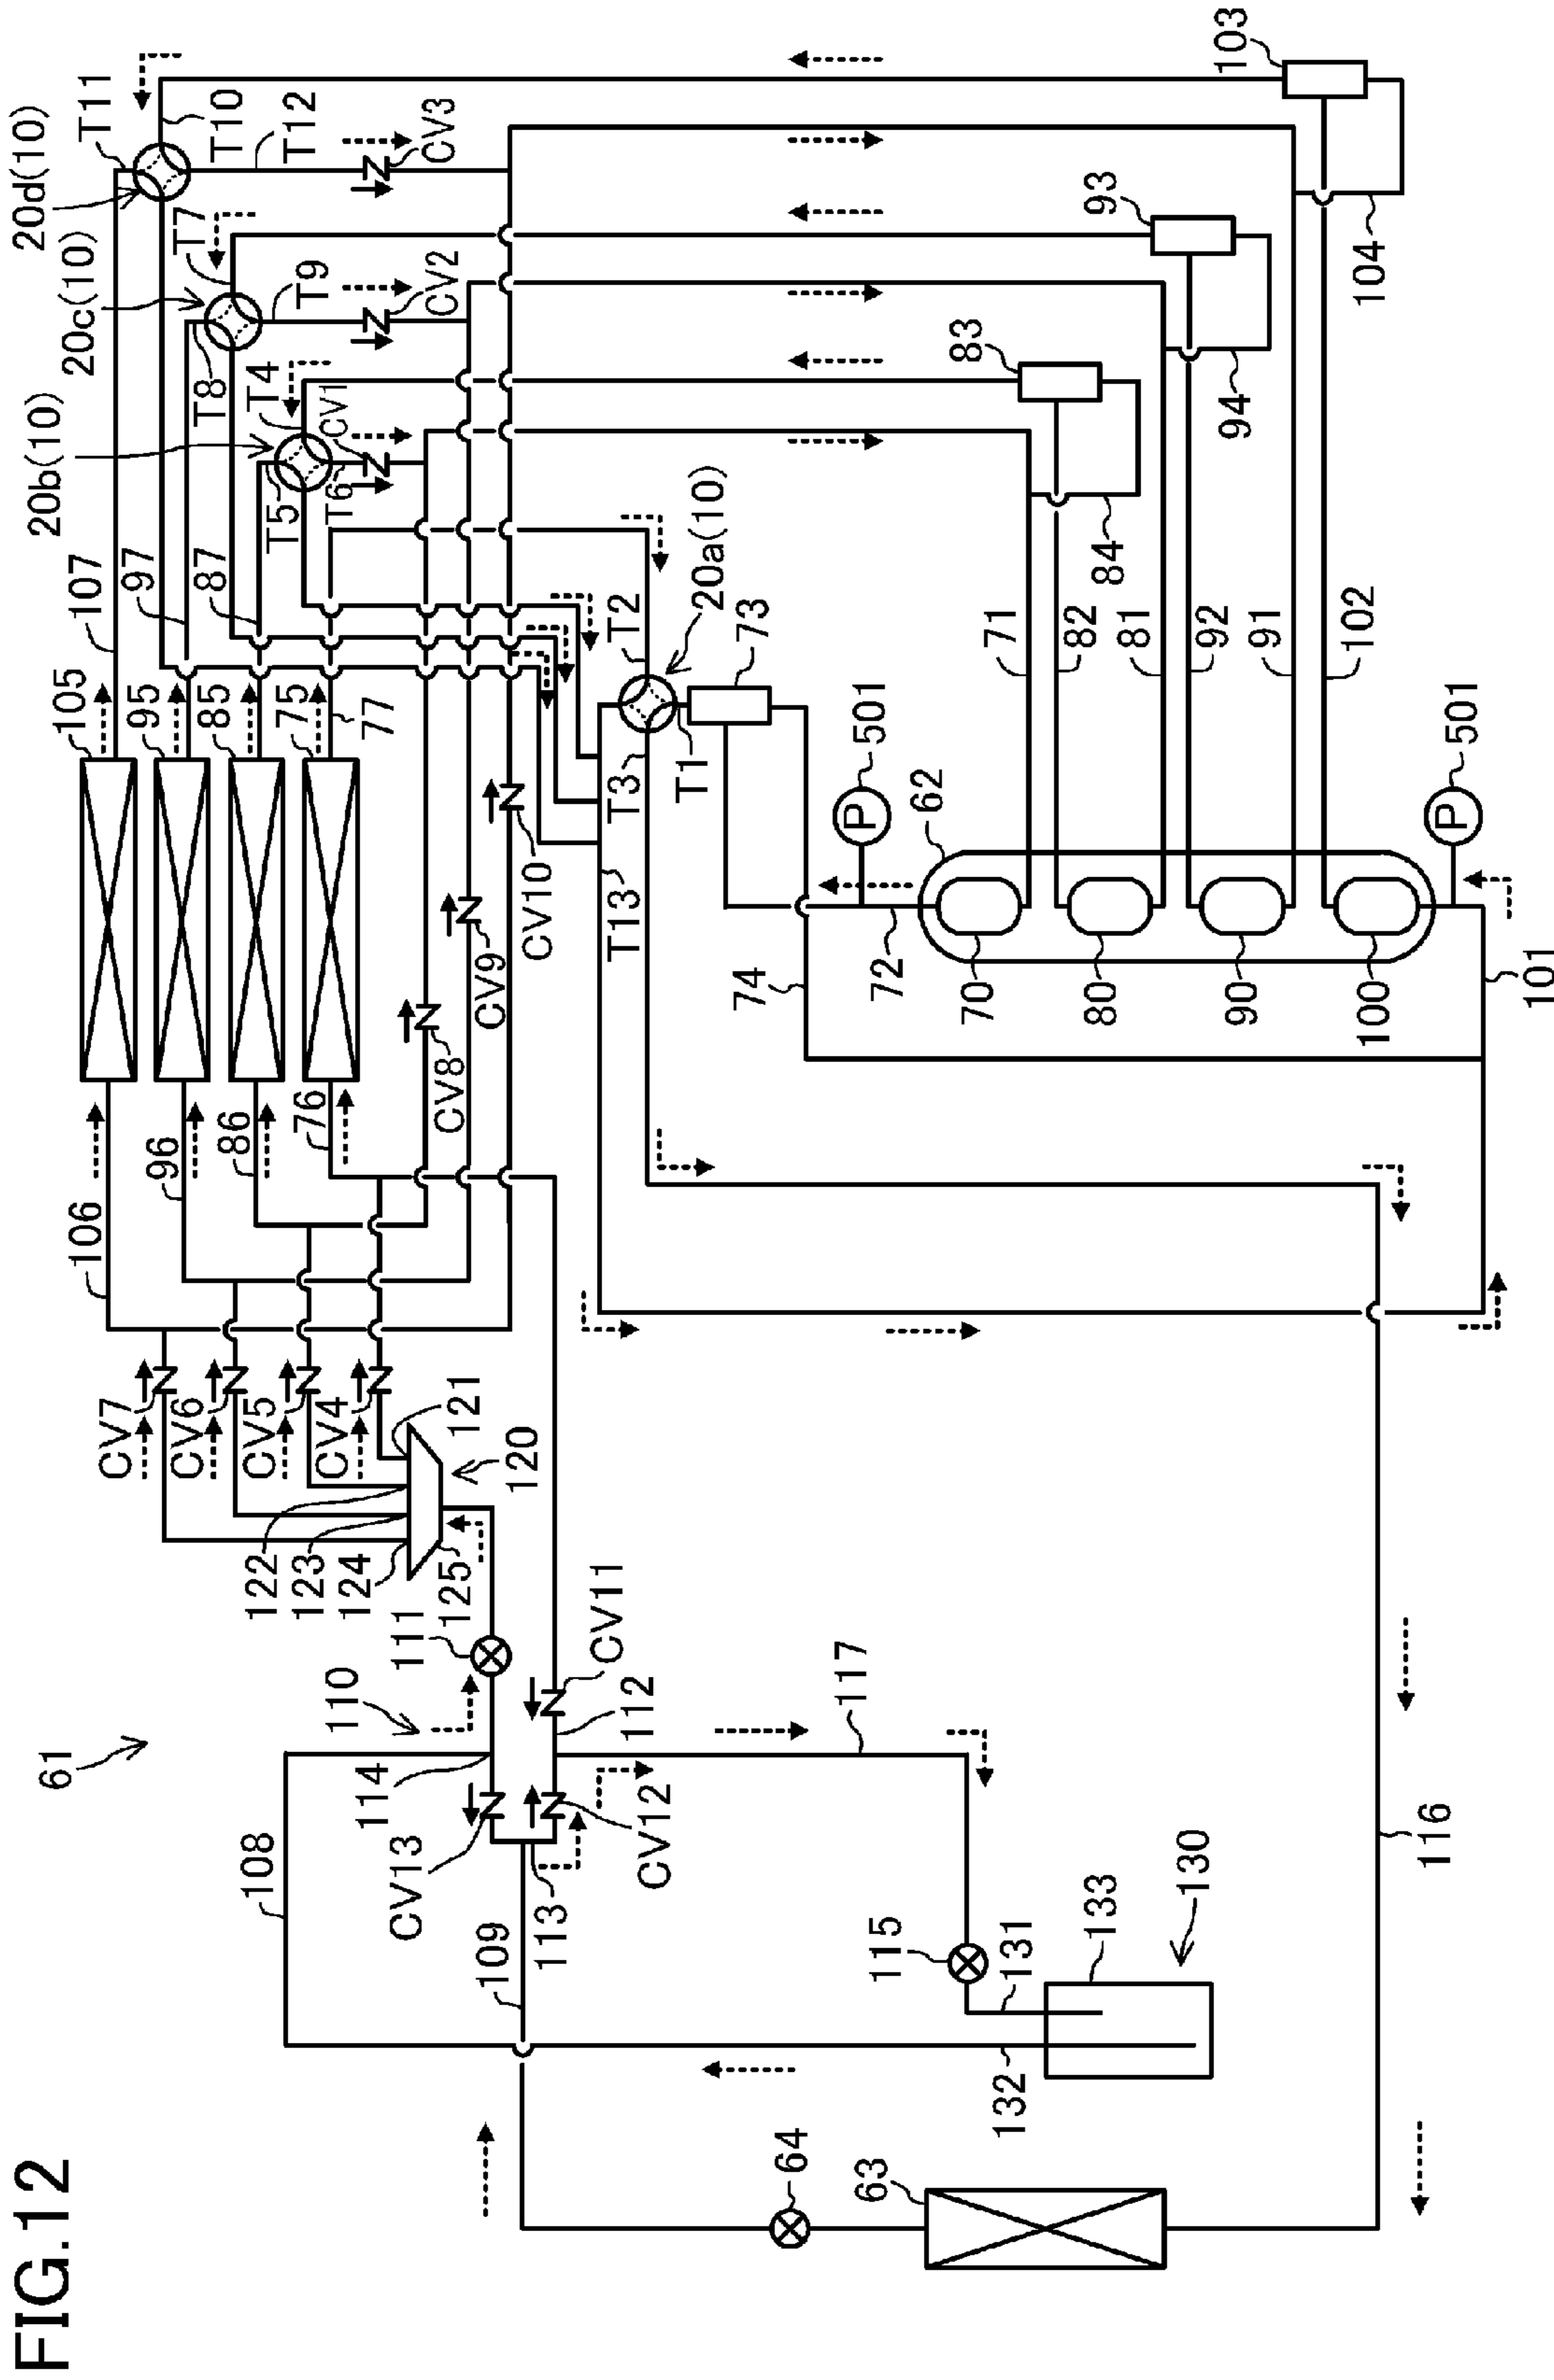 FIG.12
61
105
107
T11
20d(10)
T10
T12
CV3
103
106
96
86
76
95
85
75
77
97
87
T8
20c(10)
T7
T9
CV2
93
20b(10)
T4
CV1
T5
T6
83
CV7
CV6
CV5
CV4
121
120
122
123
124
125
CV8
CV9
CV10
T2
20a(10)
T3
T1
T13
73
108
110
111
114
CV13
109
113
CV12
112
CV11
117
74
72
P
501
62
71
82
81
92
91
102
84
94
104
70
80
90
100
P
501
101
115
131
133
130
132
64
63
116